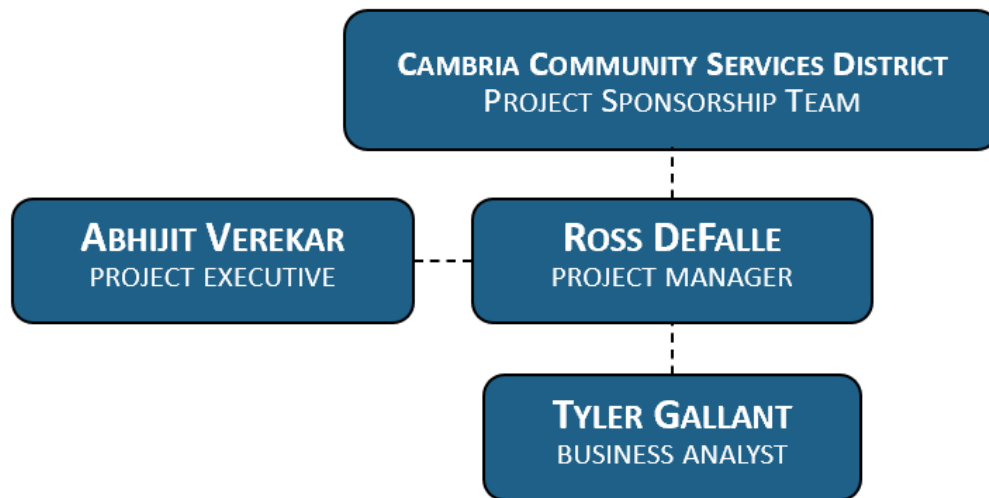 Cambria Community Services District
Project Sponsorship Team
Abhijit Verekar
PROJECT EXECUTIVE
Ross DeFalle
PROJECT MANAGER
Tyler Gallant
BUSINESS ANALYST